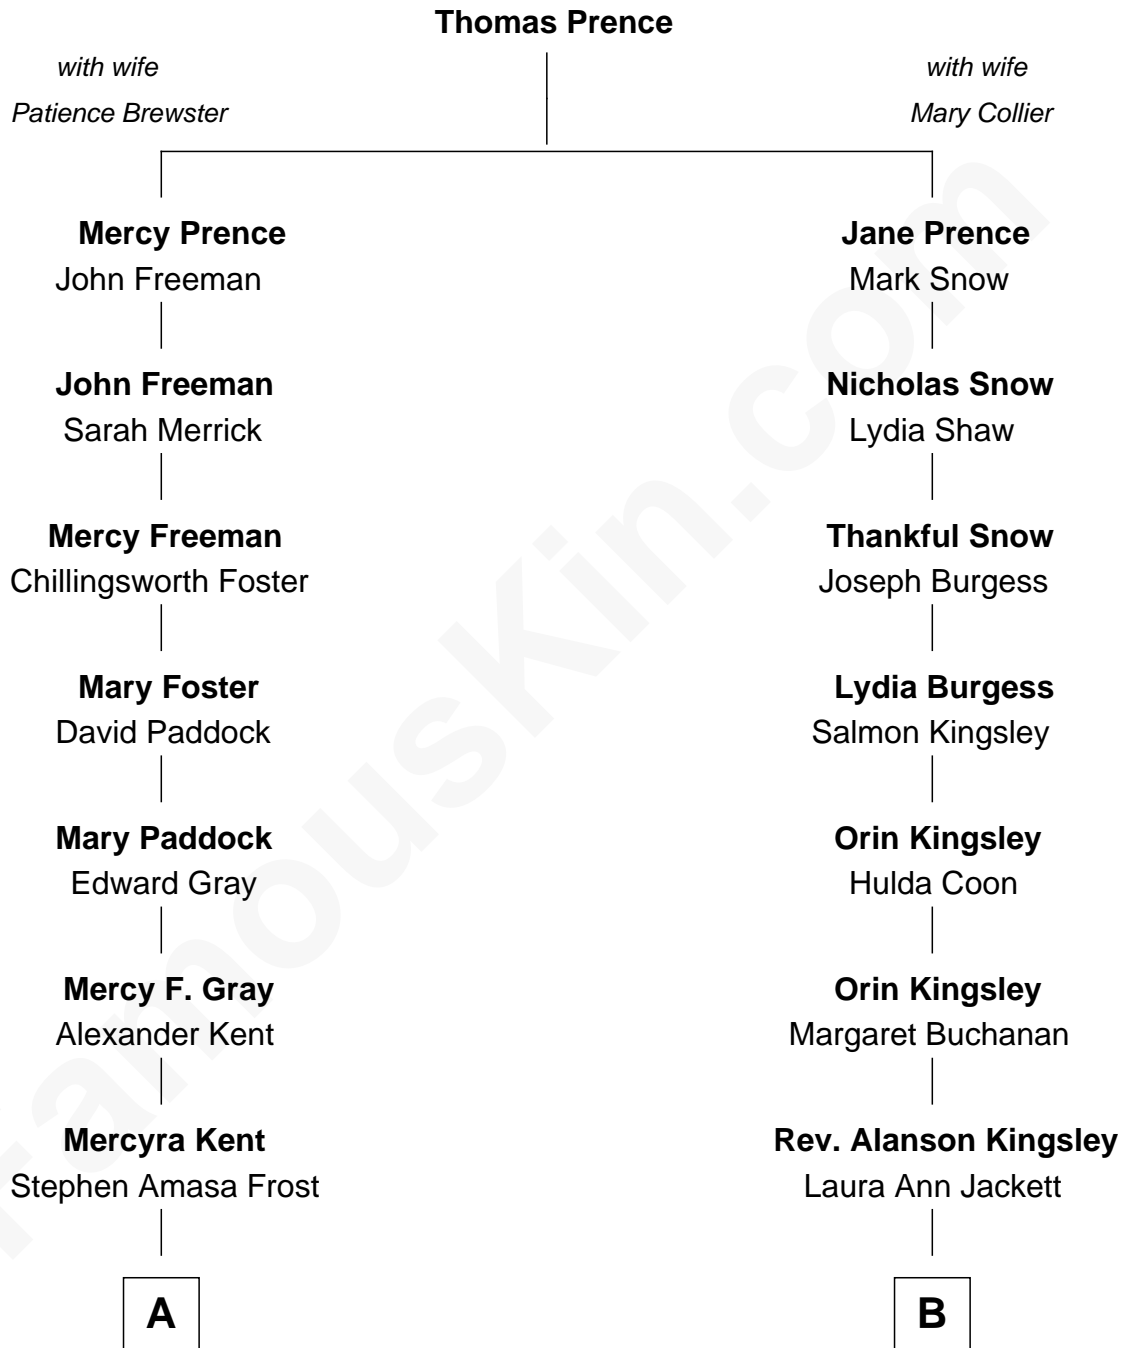 Thomas Prence
with wife
Patience Brewster
with wife
Mary Collier
Mercy Prence
John Freeman
Jane Prence
Mark Snow
John Freeman
Sarah Merrick
Nicholas Snow
Lydia Shaw
Mercy Freeman
Chillingsworth Foster
Thankful Snow
Joseph Burgess
Mary Foster
David Paddock
Lydia Burgess
Salmon Kingsley
Mary Paddock
Edward Gray
Orin Kingsley
Hulda Coon
Mercy F. Gray
Alexander Kent
Orin Kingsley
Margaret Buchanan
Mercyra Kent
Stephen Amasa Frost
Rev. Alanson Kingsley
Laura Ann Jackett
A
B
FamousKin.com